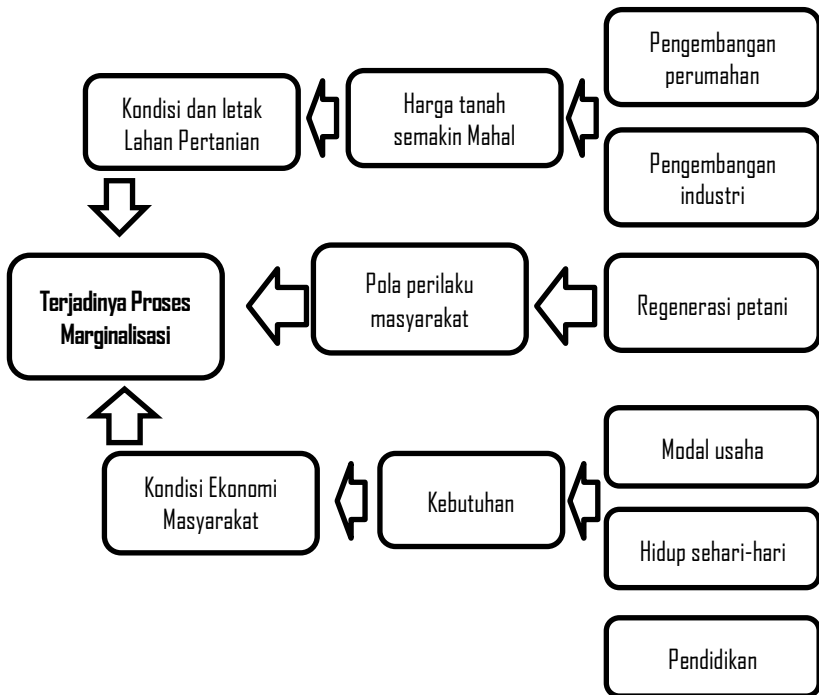 Pengembangan
perumahan
Kondisi dan letak
Lahan Pertanian
Harga tanah
semakin Mahal
Pengembangan
industri
Terjadinya Proses
Marginalisasi
Pola perilaku
masyarakat
Regenerasi petani
Modal usaha
Kondisi Ekonomi
Masyarakat
Kebutuhan
Hidup sehari-hari
Pendidikan